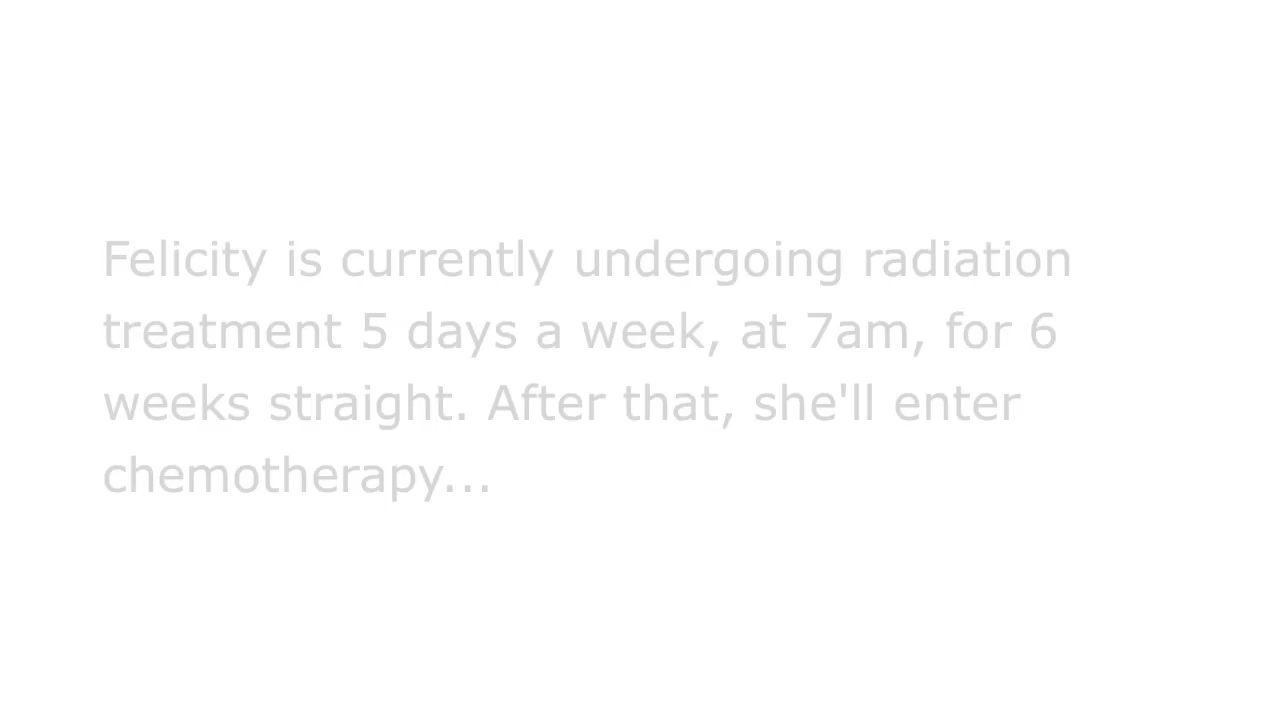 Felicity is currently undergoing radiation
treatment 5 days a week, at 7am, for 6
weeks straight. After that, she'll enter
chemotherapy...